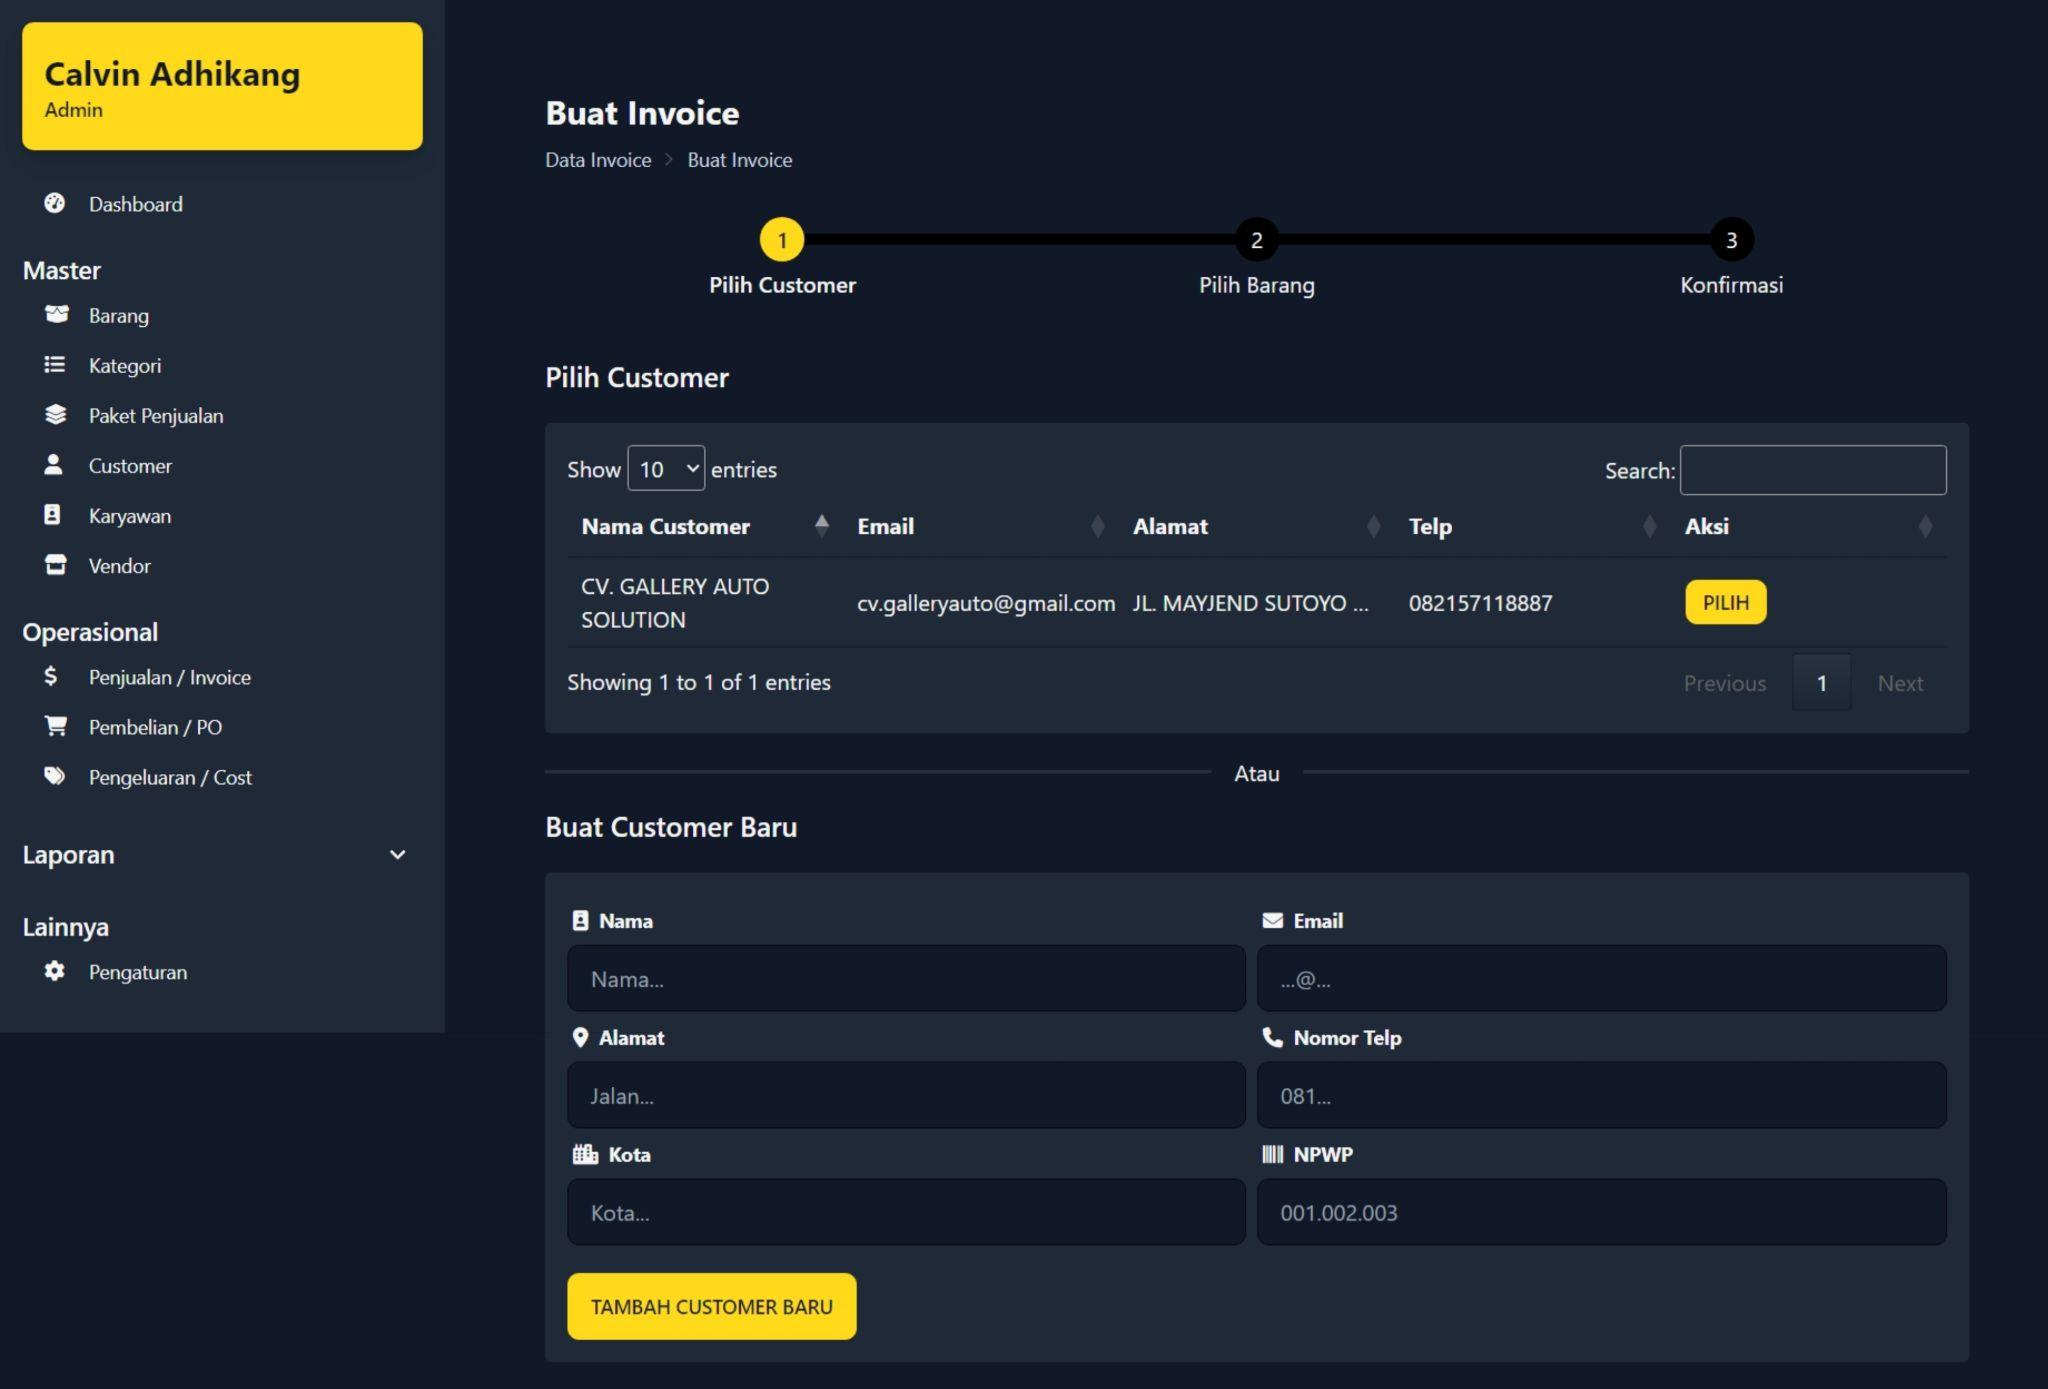 Calvin Adhikang
Admin
Dashboard
Master
Barang
Kategori
Paket Penjualan
Customer
Karyawan
Vendor
Operasional
Penjualan / Invoice
Pembelian / PO
Pengeluaran / Cost
Laporan
Lainnya
Pengaturan
Buat Invoice
Data Invoice Buat Invoice
1 2 3
Pilih Customer Pilih Barang Konfirmasi
Pilih Customer
Show 10 entries Search:
Nama Customer Email Alamat Telp Aksi
CV. GALLERY AUTO
SOLUTION
cv.galleryauto@gmail.com JL. MAYJEND SUTOYO ... 082157118887 PILIH
Showing 1 to 1 of 1 entries Previous 1 Next
Atau
Buat Customer Baru
Nama Email
Nama... ...@...
Alamat Nomor Telp
Jalan... 081...
Kota NPWP
Kota... 001.002.003
TAMBAH CUSTOMER BARU